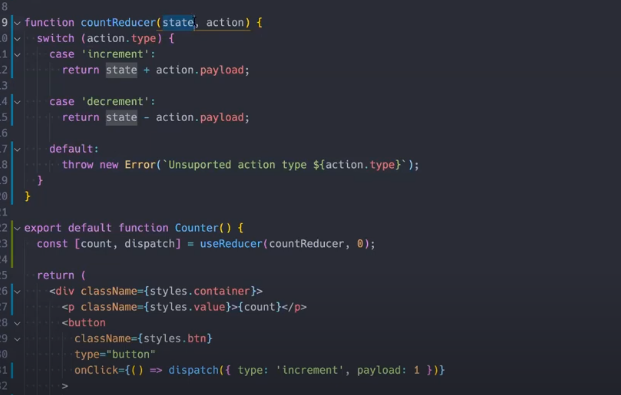 8
9 function countReducer(state, action) {
0 switch (action.type) {
1 case 'increment':
2 return state + action.payload;
3
4 case 'decrement':
5 return state - action.payload;
6
7 default:
8 throw new Error(`Unsuported action type ${action.type}`);
9 }
0 }
1
2 export default function Counter() {
3 const [count, dispatch] = useReducer(countReducer, 0);
4
5 return (
6 <div className={styles.container}>
7 <p className={styles.value}>{count}</p>
8 <button
9 className={styles.btn}
0 type="button"
1 onClick={() => dispatch({ type: 'increment', payload: 1 })}
2 >